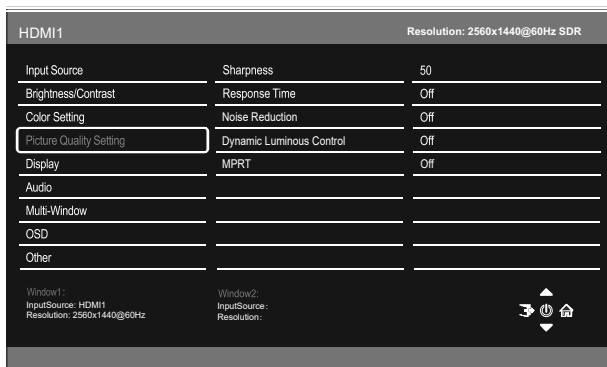 HDMI1 Resolution: 2560x1440@60Hz SDR
Input Source Sharpness 50
Brightness/Contrast Response Time Off
Color Setting Noise Reduction Off
Picture Quality Setting Dynamic Luminous Control Off
Display MPRT Off
Audio
Multi-Window
OSD
Other
Window1: Window2:
InputSource: HDMI1 InputSource:
Resolution: 2560x1440@60Hz Resolution: